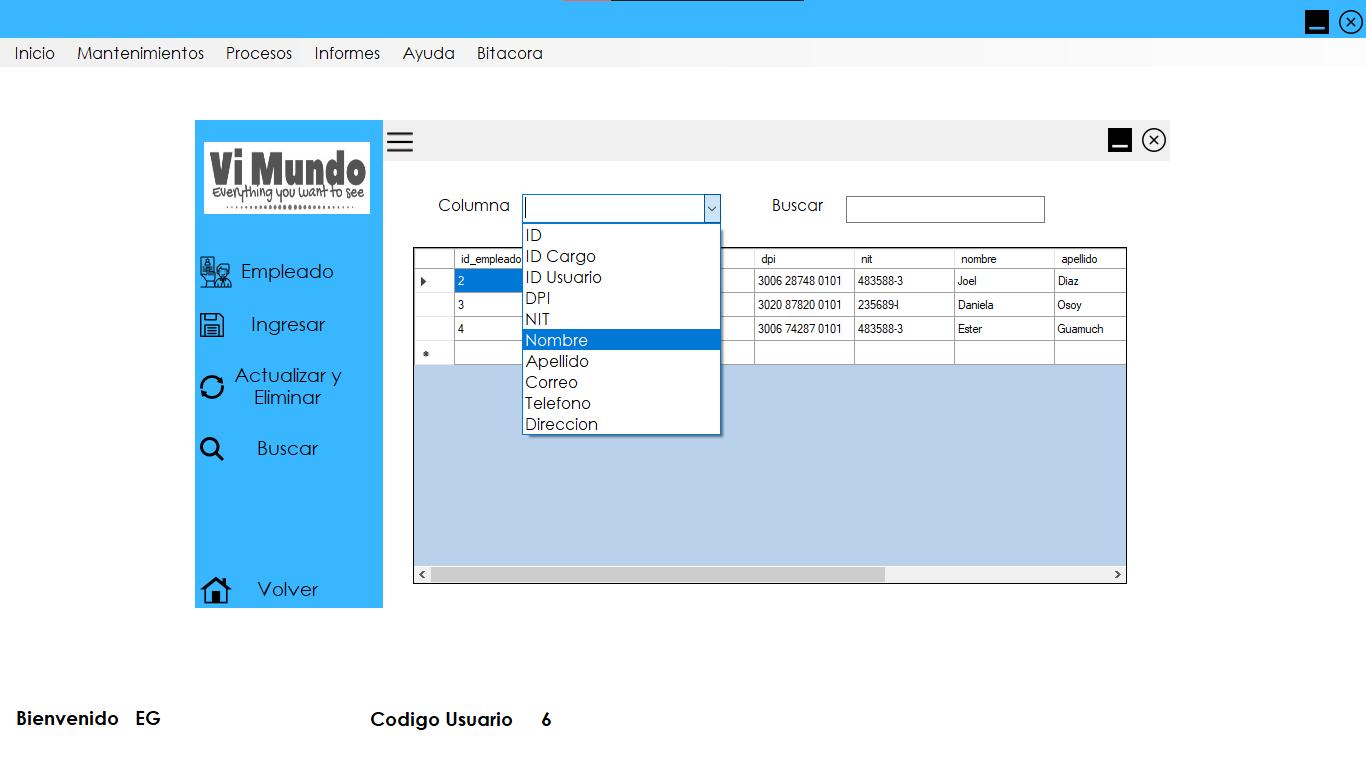 Inicio Mantenimientos Procesos Informes Ayuda Bitacora
Vi Mundo
Everything you want to see
Columna
Buscar
ID
ID Cargo
ID Usuario
DPI
NIT
Nombre
Apellido
Correo
Telefono
Direccion
id_empleado dpi nit nombre apellido
2 3006 28748 0101 483588-3 Joel Diaz
3 3020 87820 0101 235689-l Daniela Osoy
4 3006 74287 0101 483588-3 Ester Guamuch
Empleado
Ingresar
Actualizar y
Eliminar
Buscar
Volver
Bienvenido EG Codigo Usuario 6